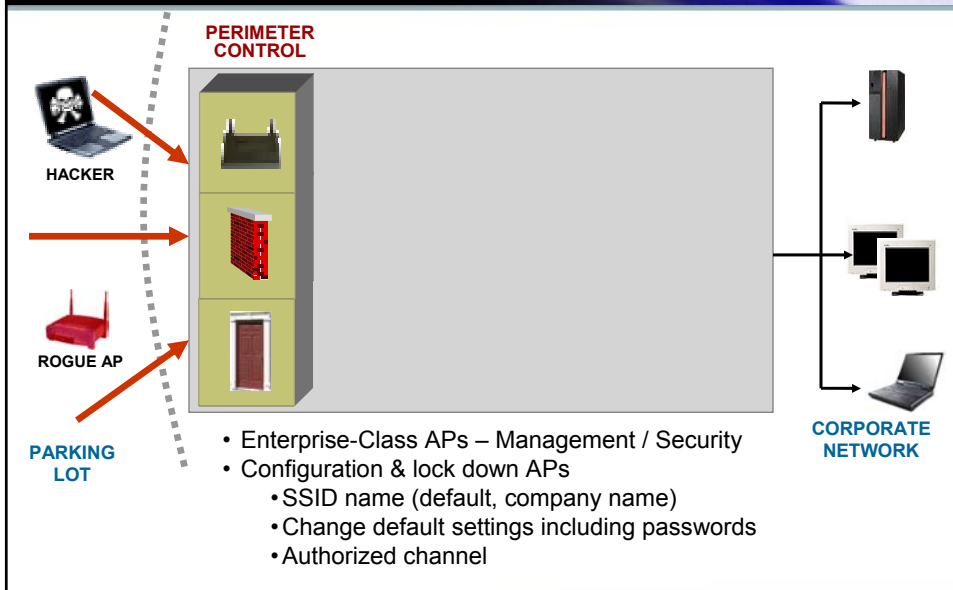 PERIMETER
CONTROL
HACKER
ROGUE AP
PARKING
LOT
CORPORATE
NETWORK
• Enterprise-Class APs – Management / Security
• Configuration & lock down APs
• SSID name (default, company name)
• Change default settings including passwords
• Authorized channel